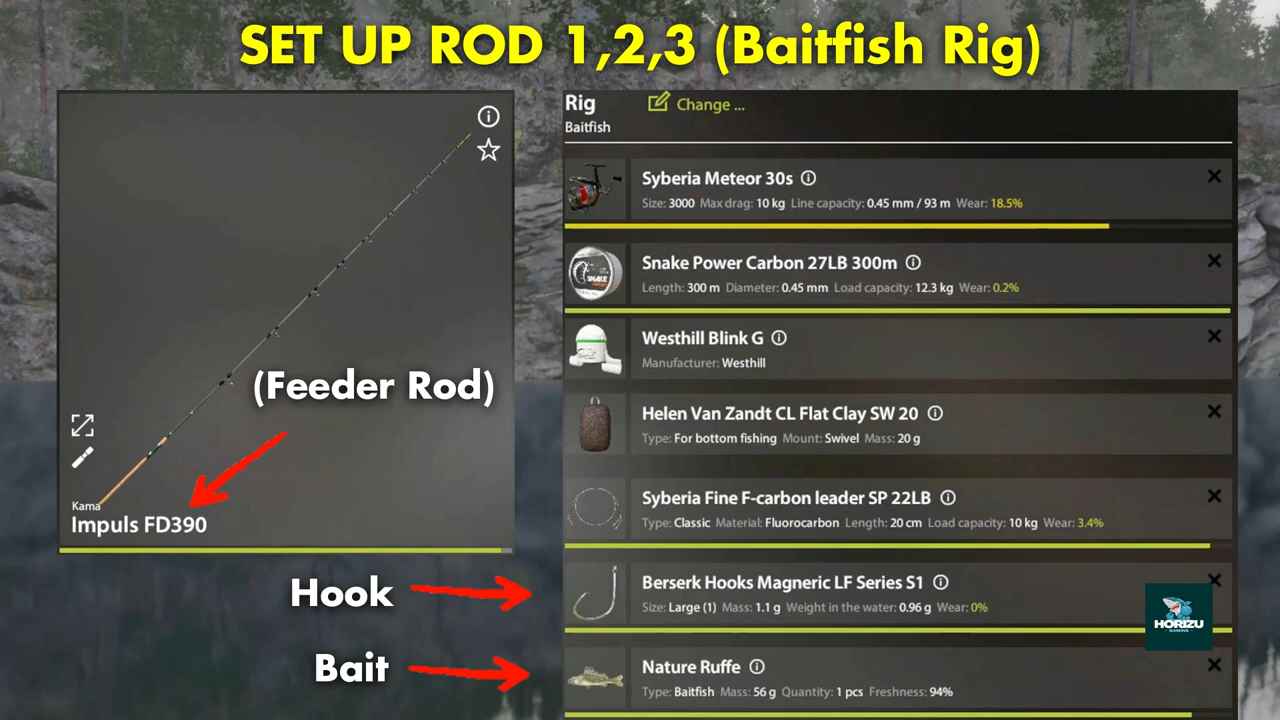 SET UP ROD 1,2,3 (Baitfish Rig)
(Feeder Rod)
Kama
Impuls FD390
Hook
Bait
Rig
Change ...
Baitfish
Syberia Meteor 30s
Size: 3000 Max drag: 10 kg Line capacity: 0.45 mm / 93 m Wear: 18.5%
Snake Power Carbon 27LB 300m
Length: 300 m Diameter: 0.45 mm Load capacity: 12.3 kg Wear: 0.2%
Westhill Blink G
Manufacturer: Westhill
Helen Van Zandt CL Flat Clay SW 20
Type: For bottom fishing Mount: Swivel Mass: 20 g
Syberia Fine F-carbon leader SP 22LB
Type: Classic Material: Fluorocarbon Length: 20 cm Load capacity: 10 kg Wear: 3.4%
Berserk Hooks Magneric LF Series S1
Size: Large (1) Mass: 1.1 g Weight in the water: 0.96 g Wear: 0%
HORIZU
GAMING
Nature Ruffe
Type: Baitfish Mass: 56 g Quantity: 1 pcs Freshness: 94%